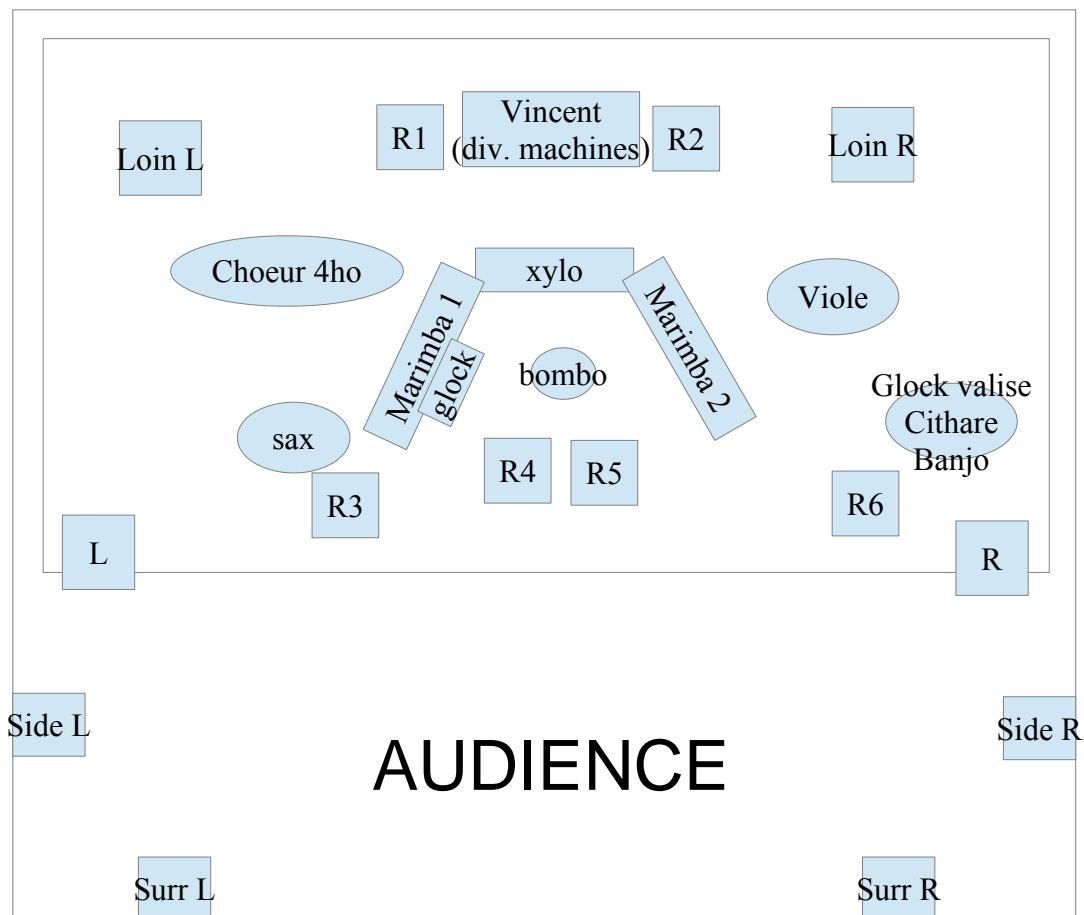 Vincent
(div. machines)
R1
R2
Loin L
Loin R
Choeur 4ho
xylo
Viole
Marimba 1
glock
Marimba 2
bombo
Glock valise
Cithare
Banjo
sax
R4
R5
R3
R6
L
R
Side L
Side R
AUDIENCE
Surr L
Surr R